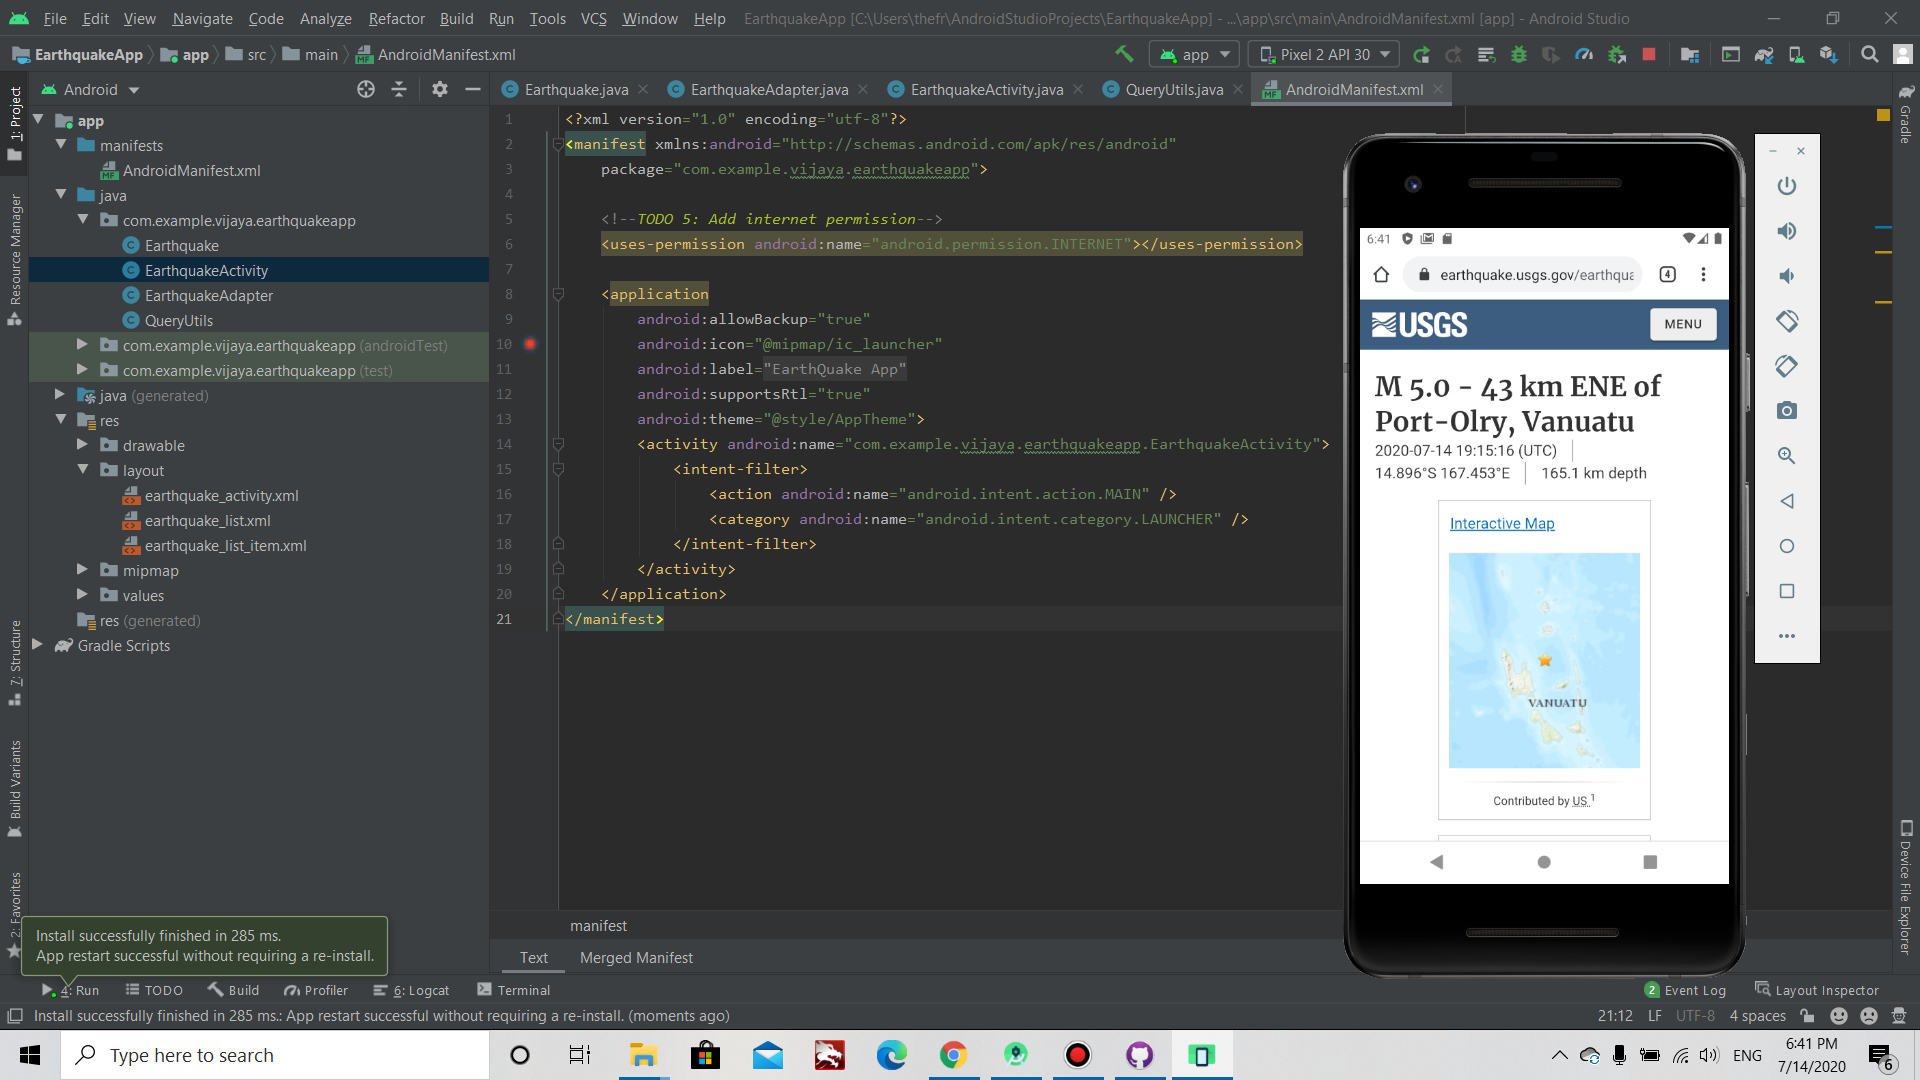 File Edit View Navigate Code Analyze Refactor Build Run Tools VCS Window Help EarthquakeApp [C:\Users\thefr\AndroidStudioProjects\EarthquakeApp] - ...\app\src\main\AndroidManifest.xml [app] - Android Studio
EarthquakeApp app src main AndroidManifest.xml app Pixel 2 API 30
Android Earthquake.java EarthquakeAdapter.java EarthquakeActivity.java QueryUtils.java AndroidManifest.xml
1: Project
Resource Manager
7: Structure
Build Variants
2: Favorites
app
manifests
AndroidManifest.xml
java
com.example.vijaya.earthquakeapp
Earthquake
EarthquakeActivity
EarthquakeAdapter
QueryUtils
com.example.vijaya.earthquakeapp (androidTest)
com.example.vijaya.earthquakeapp (test)
java (generated)
res
drawable
layout
earthquake_activity.xml
earthquake_list.xml
earthquake_list_item.xml
mipmap
values
res (generated)
Gradle Scripts
1 <?xml version="1.0" encoding="utf-8"?>
2 <manifest xmlns:android="http://schemas.android.com/apk/res/android"
3 package="com.example.vijaya.earthquakeapp">
4
5 <!--TODO 5: Add internet permission-->
6 <uses-permission android:name="android.permission.INTERNET"></uses-permission>
7
8 <application
9 android:allowBackup="true"
10 android:icon="@mipmap/ic_launcher"
11 android:label="EarthQuake App"
12 android:supportsRtl="true"
13 android:theme="@style/AppTheme">
14 <activity android:name="com.example.vijaya.earthquakeapp.EarthquakeActivity">
15 <intent-filter>
16 <action android:name="android.intent.action.MAIN" />
17 <category android:name="android.intent.category.LAUNCHER" />
18 </intent-filter>
19 </activity>
20 </application>
21 </manifest>
manifest
Text Merged Manifest
6:41
earthquake.usgs.gov/earthqua 4
USGS MENU
M 5.0 - 43 km ENE of
Port-Olry, Vanuatu
2020-07-14 19:15:16 (UTC)
14.896°S 167.453°E 165.1 km depth
Interactive Map
VANUATU
Contributed by US 1
Gradle
Device File Explorer
Install successfully finished in 285 ms.
App restart successful without requiring a re-install.
4: Run TODO Build Profiler 6: Logcat Terminal 2 Event Log Layout Inspector
Install successfully finished in 285 ms.: App restart successful without requiring a re-install. (moments ago) 21:12 LF UTF-8 4 spaces
Type here to search ENG 6:41 PM
7/14/2020 6